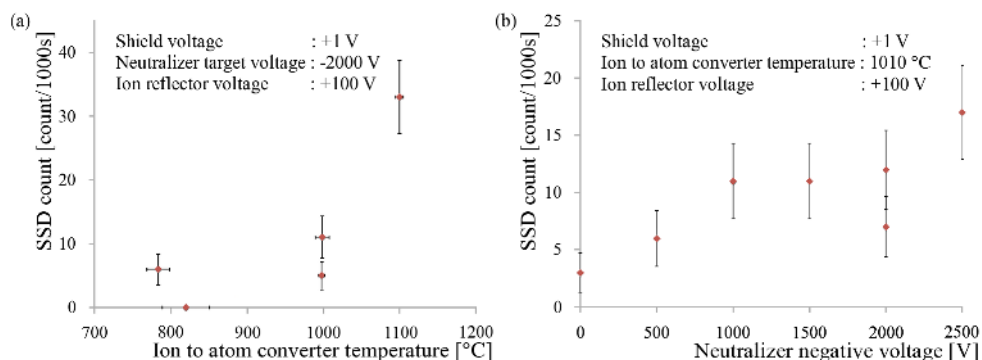 (a)
Shield voltage : +1 V
Neutralizer target voltage : -2000 V
Ion reflector voltage : +100 V
SSD count [count/1000s]
40
30
20
10
0
700 800 900 1000 1100 1200
Ion to atom converter temperature [°C]
(b)
Shield voltage : +1 V
Ion to atom converter temperature : 1010 °C
Ion reflector voltage : +100 V
SSD count [count/1000s]
25
20
15
10
5
0
0 500 1000 1500 2000 2500
Neutralizer negative voltage [V]